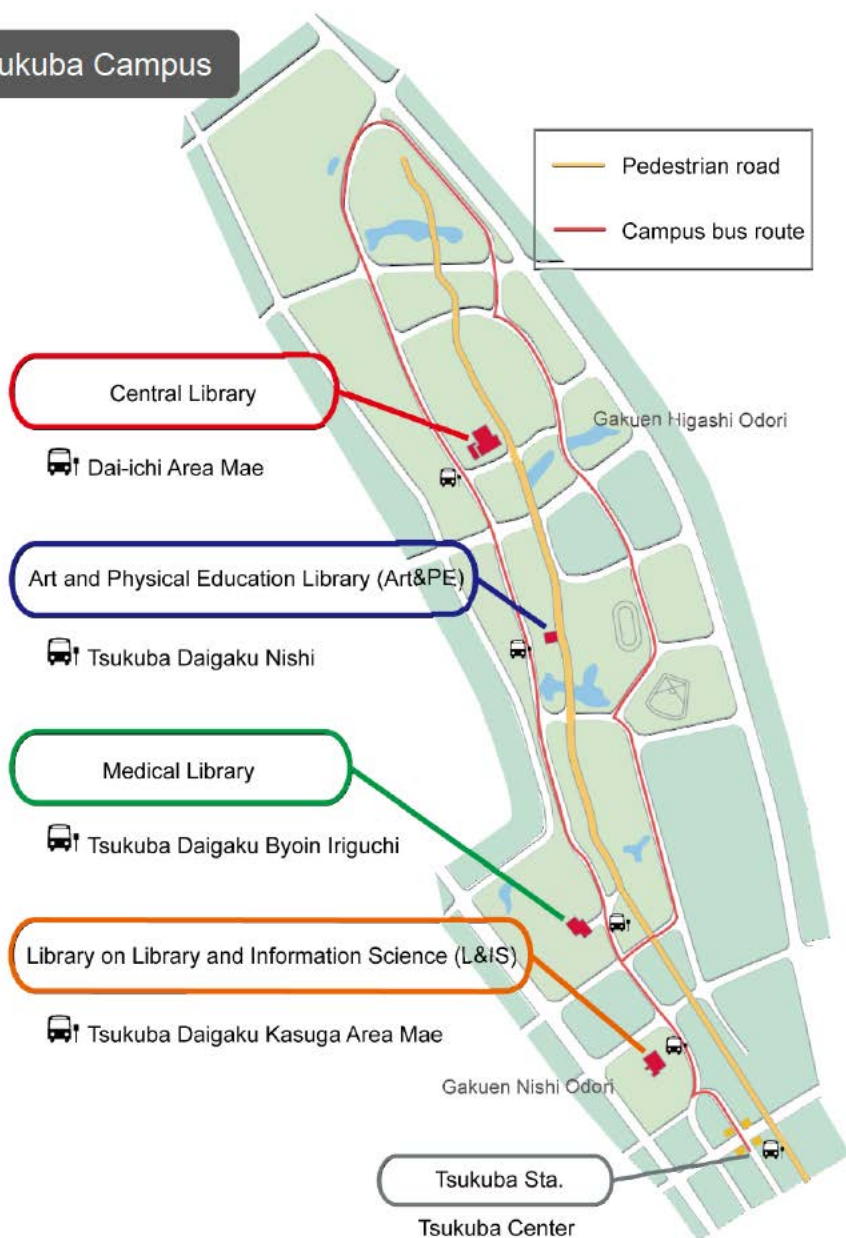 ukuba Campus
Pedestrian road
Campus bus route
Central Library
Gakuen Higashi Odori
Dai-ichi Area Mae
Art and Physical Education Library (Art&PE)
Tsukuba Daigaku Nishi
Medical Library
Tsukuba Daigaku Byoin Iriguchi
Library on Library and Information Science (L&IS)
Tsukuba Daigaku Kasuga Area Mae
Gakuen Nishi Odori
Tsukuba Sta.
Tsukuba Center